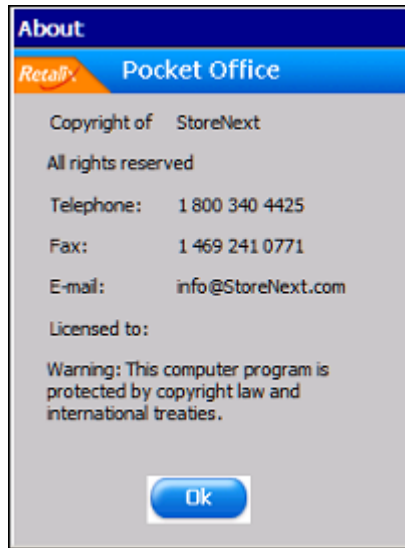 About
Retalix Pocket Office
Copyright of StoreNext
All rights reserved
Telephone: 1 800 340 4425
Fax: 1 469 241 0771
E-mail: info@StoreNext.com
Licensed to:
Warning: This computer program is
protected by copyright law and
international treaties.
Ok